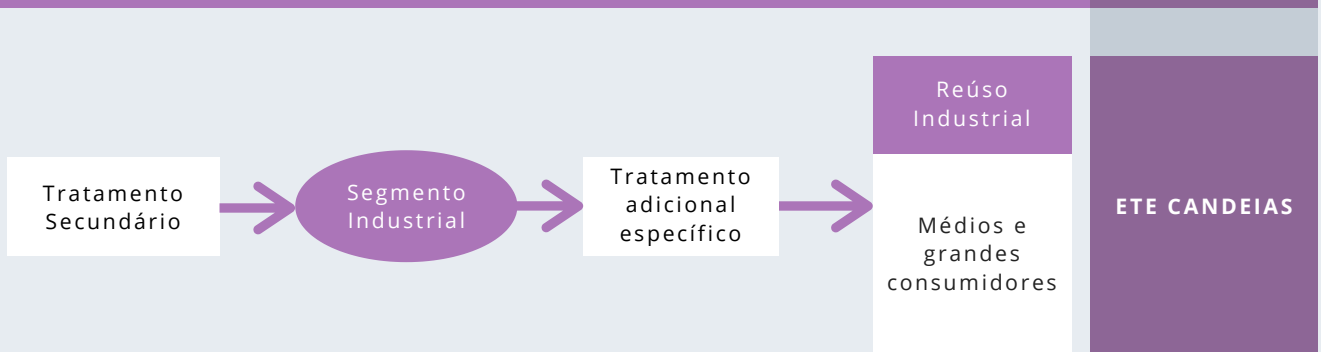 Tratamento
Secundário
Segmento
Industrial
Tratamento
adicional
específico
Reúso
Industrial
Médios e
grandes
consumidores
ETE CANDEIAS